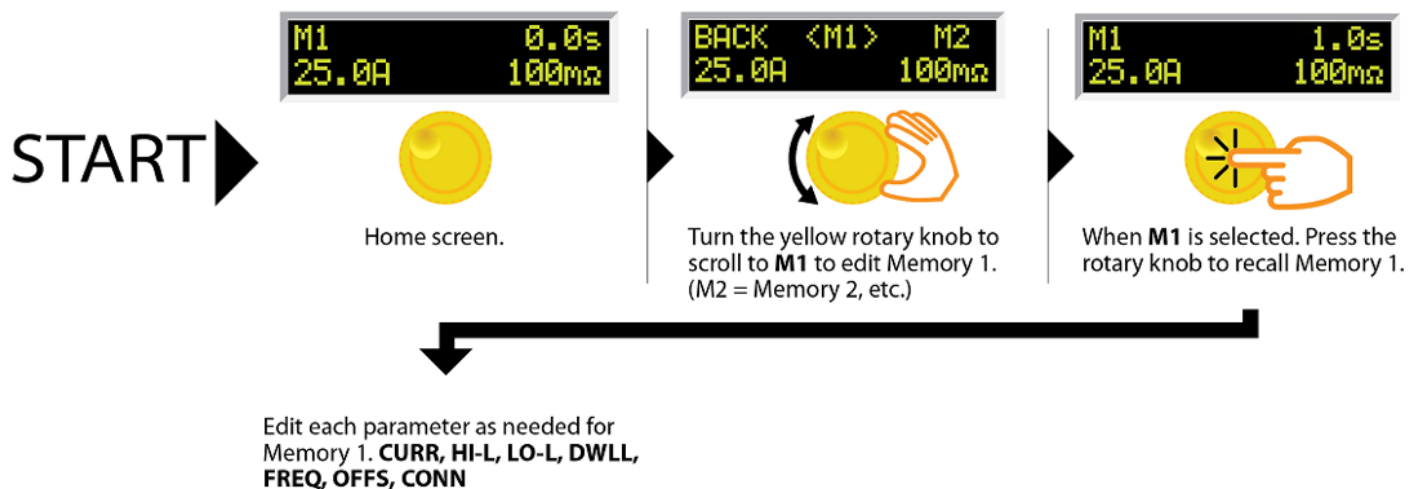 M1 0.0s
25.0A 100mΩ
BACK <M1> M2
25.0A 100mΩ
M1 1.0s
25.0A 100mΩ
START
Home screen.
Turn the yellow rotary knob to
scroll to M1 to edit Memory 1.
(M2 = Memory 2, etc.)
When M1 is selected. Press the
rotary knob to recall Memory 1.
Edit each parameter as needed for
Memory 1. CURR, HI-L, LO-L, DWLL,
FREQ, OFFS, CONN